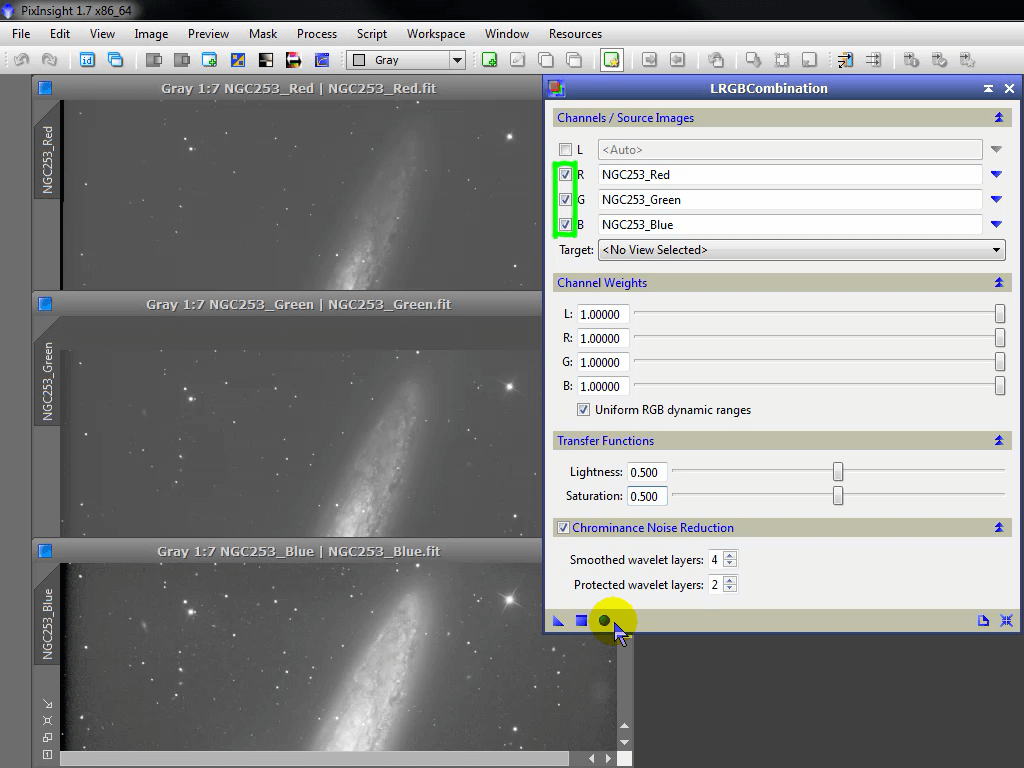 PixInsight 1.7 x86_64
File Edit View Image Preview Mask Process Script Workspace Window Resources
id Gray
Gray 1:7 NGC253_Red | NGC253_Red.fit
NGC253_Red
Gray 1:7 NGC253_Green | NGC253_Green.fit
NGC253_Green
Gray 1:7 NGC253_Blue | NGC253_Blue.fit
NGC253_Blue
LRGBCombination
Channels / Source Images
L <Auto>
R NGC253_Red
G NGC253_Green
B NGC253_Blue
Target: <No View Selected>
Channel Weights
L: 1.00000
R: 1.00000
G: 1.00000
B: 1.00000
Uniform RGB dynamic ranges
Transfer Functions
Lightness: 0.500
Saturation: 0.500
Chrominance Noise Reduction
Smoothed wavelet layers: 4
Protected wavelet layers: 2